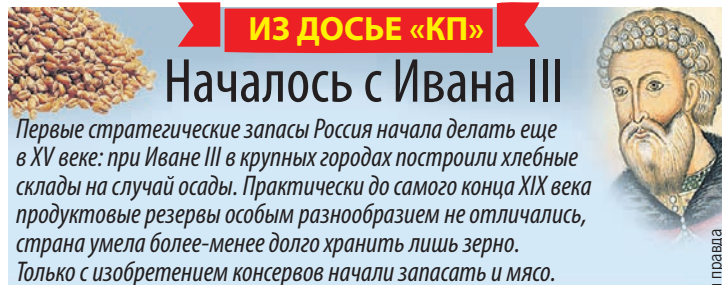 ИЗ ДОСЬЕ «КП»
Началось с Ивана III
Первые стратегические запасы Россия начала делать еще
в XV веке: при Иване III в крупных городах построили хлебные
склады на случай осады. Практически до самого конца XIX века
продуктовые резервы особым разнообразием не отличались,
страна умела более-менее долго хранить лишь зерно.
Только с изобретением консервов начали запасать и мясо.
правда